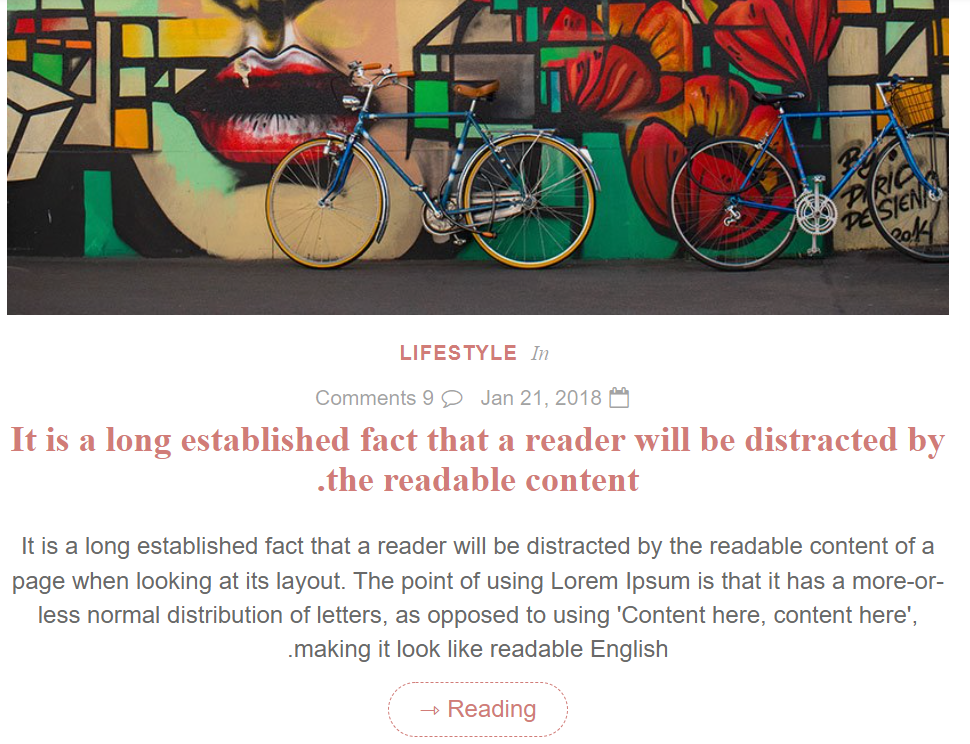 By
2014
LIFESTYLE In
Comments 9 Jan 21, 2018
It is a long established fact that a reader will be distracted by
.the readable content
It is a long established fact that a reader will be distracted by the readable content of a
page when looking at its layout. The point of using Lorem Ipsum is that it has a more-or-
less normal distribution of letters, as opposed to using 'Content here, content here',
.making it look like readable English
→ Reading